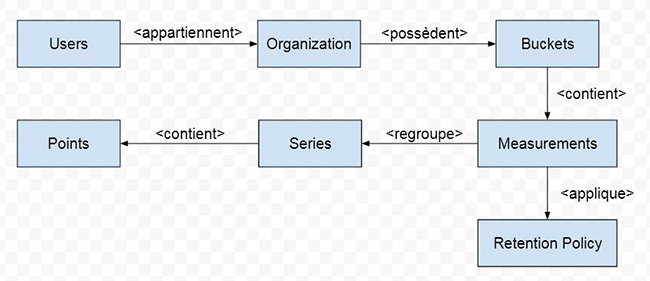 Users
<appartiennent>
Organization
<possèdent>
Buckets
<contient>
Points
<contient>
Series
<regroupe>
Measurements
<applique>
Retention Policy